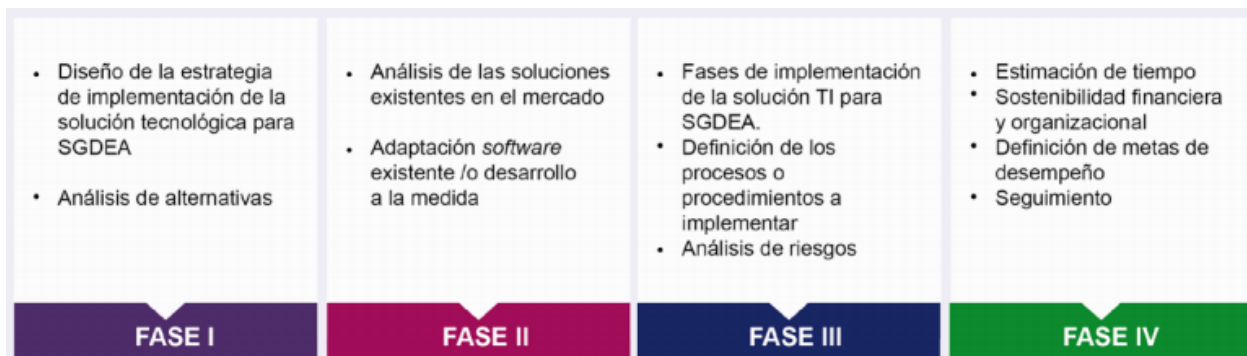 • Diseño de la estrategia
de implementación de la
solución tecnológica para
SGDEA
• Análisis de alternativas
FASE I
• Análisis de las soluciones
existentes en el mercado
• Adaptación software
existente /o desarrollo
a la medida
FASE II
• Fases de implementación
de la solución TI para
SGDEA.
• Definición de los
procesos o
procedimientos a
implementar
• Análisis de riesgos
FASE III
• Estimación de tiempo
• Sostenibilidad financiera
y organizacional
• Definición de metas de
desempeño
• Seguimiento
FASE IV